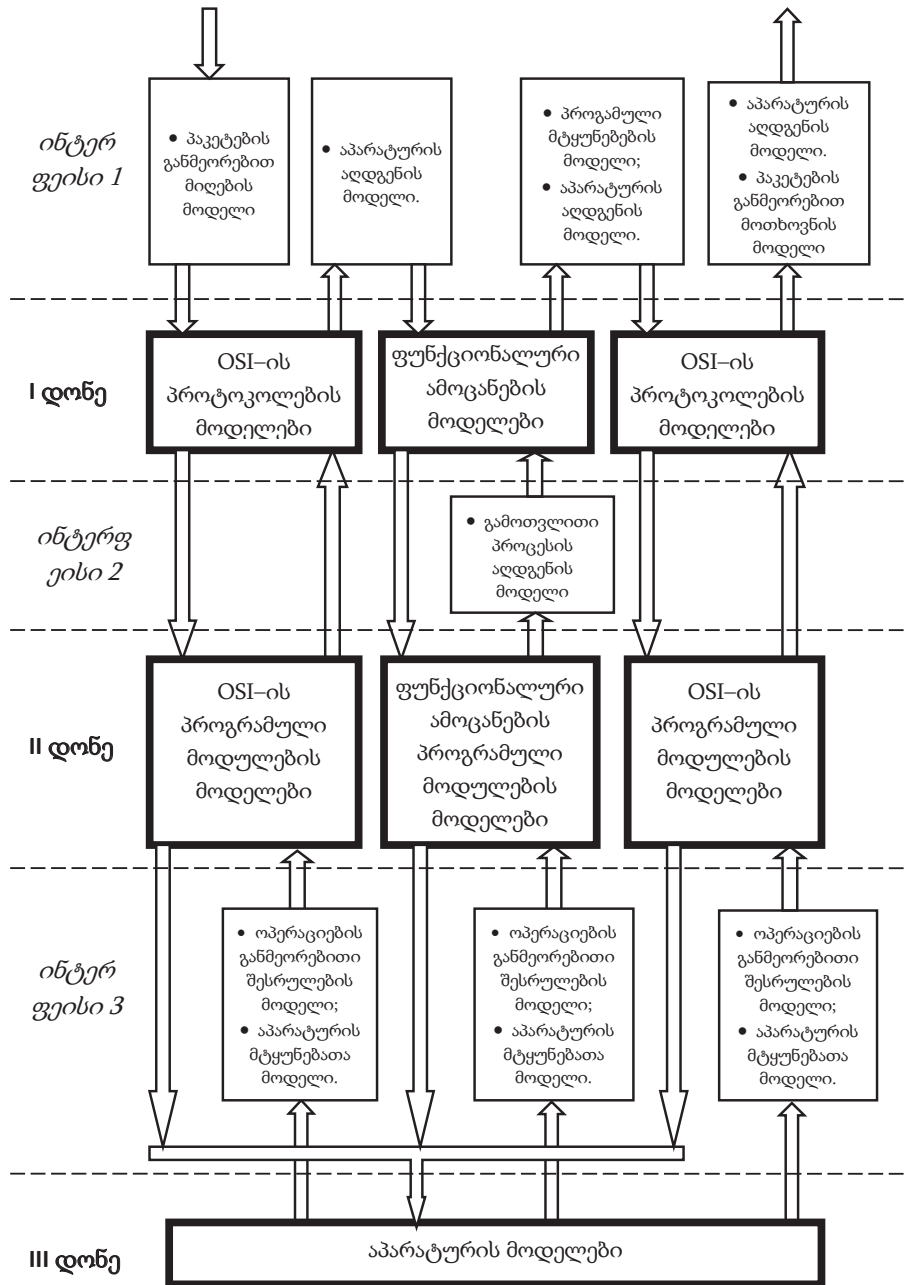 ინტერ
ფეისი 1
• პაკეტების
განმეორებით
მიღების
მოდელი
• აპარატურის
აღდგენის
მოდელი.
• პროგამული
მტყუნებების
მოდელი;
• აპარატურის
აღდგენის
მოდელი.
• აპარატურის
აღდგენის
მოდელი.
• პაკეტების
განმეორებით
მოთხოვნის
მოდელი
I დონე
OSI–ის
პროტოკოლების
მოდელები
ფუნქციონალური
ამოცანების
მოდელები
OSI–ის
პროტოკოლების
მოდელები
ინტერფ
ეისი 2
• გამოთვლითი
პროცესის
აღდგენის
მოდელი
II დონე
OSI–ის
პროგრამული
მოდულების
მოდელები
ფუნქციონალური
ამოცანების
პროგრამული
მოდულების
მოდელები
OSI–ის
პროგრამული
მოდულების
მოდელები
ინტერ
ფეისი 3
• ოპერაციების
განმეორებითი
შესრულების
მოდელი;
• აპარატურის
მტყუნებათა
მოდელი.
• ოპერაციების
განმეორებითი
შესრულების
მოდელი;
• აპარატურის
მტყუნებათა
მოდელი.
• ოპერაციების
განმეორებითი
შესრულების
მოდელი;
• აპარატურის
მტყუნებათა
მოდელი.
III დონე
აპარატურის მოდელები